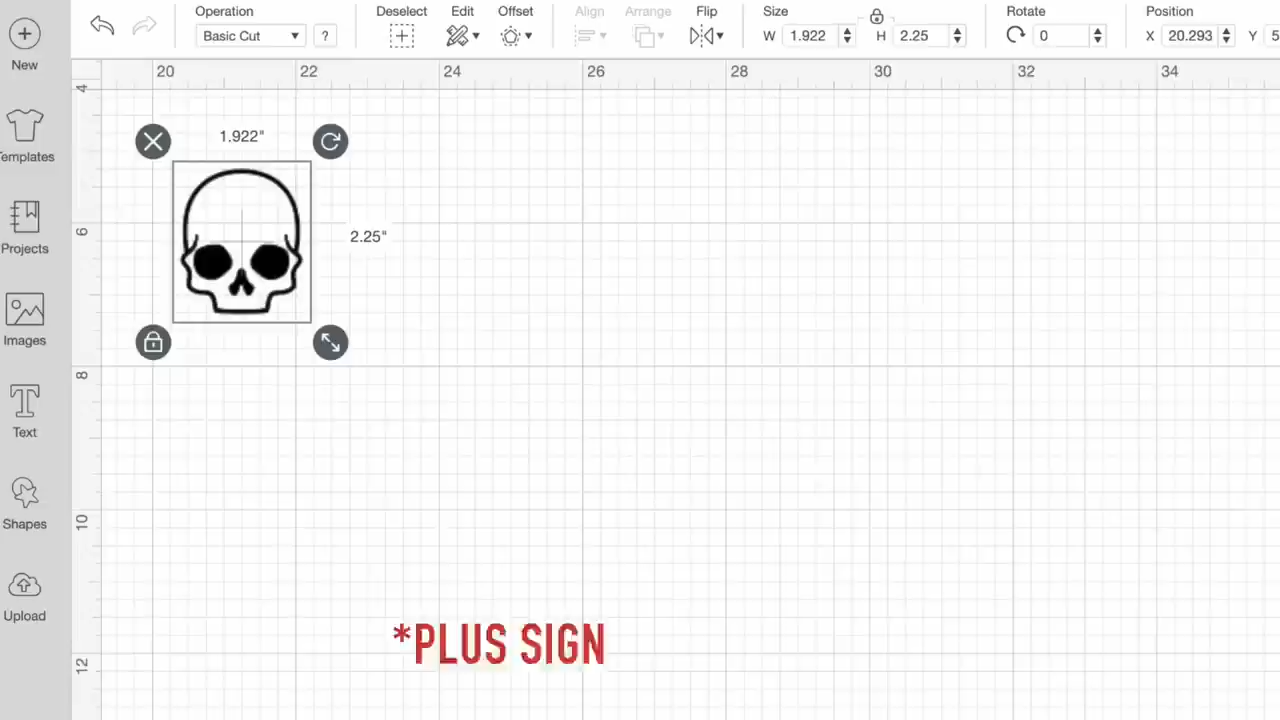 Operation
Deselect
Edit
Offset
Align
Arrange
Flip
Size
Rotate
Position
Basic Cut
?
W 1.922
H 2.25
0
X 20.293
Y 5
New
Templates
Projects
Images
Text
Shapes
Upload
20 22 24 26 28 30 32 34
4
6
8
10
12
1.922"
2.25"
*PLUS SIGN